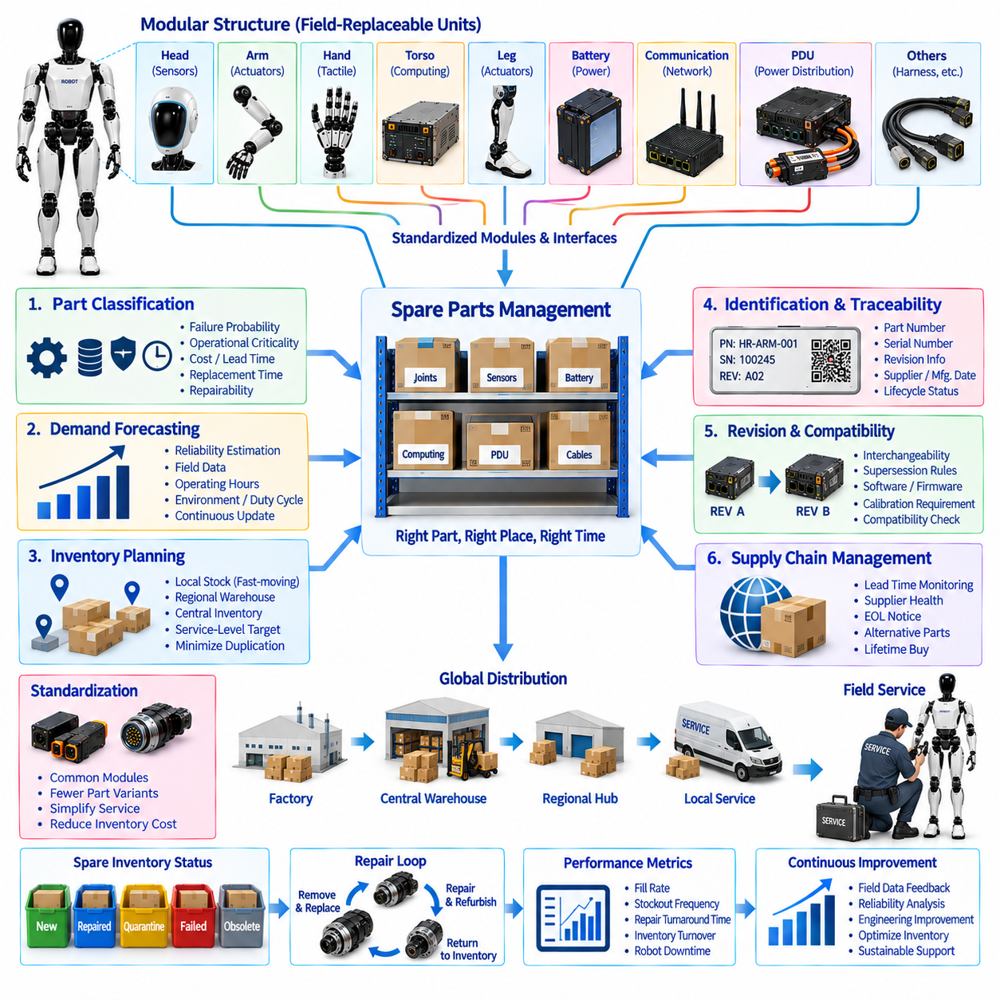 Modular Structure (Field-Replaceable Units)
ROBOT
Head
(Sensors)
Arm
(Actuators)
Hand
(Tactile)
Torso
(Computing)
Leg
(Actuators)
Battery
(Power)
Communication
(Network)
PDU
(Power Distribution)
Others
(Harness, etc.)
Standardized Modules & Interfaces
1. Part Classification
• Failure Probability
• Operational Criticality
• Cost / Lead Time
• Replacement Time
• Repairability
2. Demand Forecasting
• Reliability Estimation
• Field Data
• Operating Hours
• Environment / Duty Cycle
• Continuous Update
3. Inventory Planning
• Local Stock (Fast-moving)
• Regional Warehouse
• Central Inventory
• Service-Level Target
• Minimize Duplication
Spare Parts Management
Joints
Sensors
Battery
Computing
PDU
Cables
Right Part, Right Place, Right Time
4. Identification & Traceability
PN: HR-ARM-001
SN: 100245
REV: A02
• Part Number
• Serial Number
• Revision Info
• Supplier / Mfg. Date
• Lifecycle Status
5. Revision & Compatibility
REV A
REV B
• Interchangeability
• Supersession Rules
• Software / Firmware
• Calibration Requirement
• Compatibility Check
6. Supply Chain Management
• Lead Time Monitoring
• Supplier Health
• EOL Notice
• Alternative Parts
• Lifetime Buy
Standardization
• Common Modules
• Fewer Part Variants
• Simplify Service
• Reduce Inventory Cost
Global Distribution
Factory
Central Warehouse
Regional Hub
SERVICE
Local Service
Field Service
SERVICE
SERVICE
Spare Inventory Status
New
Repaired
Quarantine
Failed
Obsolete
Repair Loop
Remove
& Replace
Repair
& Refurbish
Return
to Inventory
Performance Metrics
• Fill Rate
• Stockout Frequency
• Repair Turnaround Time
• Inventory Turnover
• Robot Downtime
Continuous Improvement
• Field Data Feedback
• Reliability Analysis
• Engineering Improvement
• Optimize Inventory
• Sustainable Support